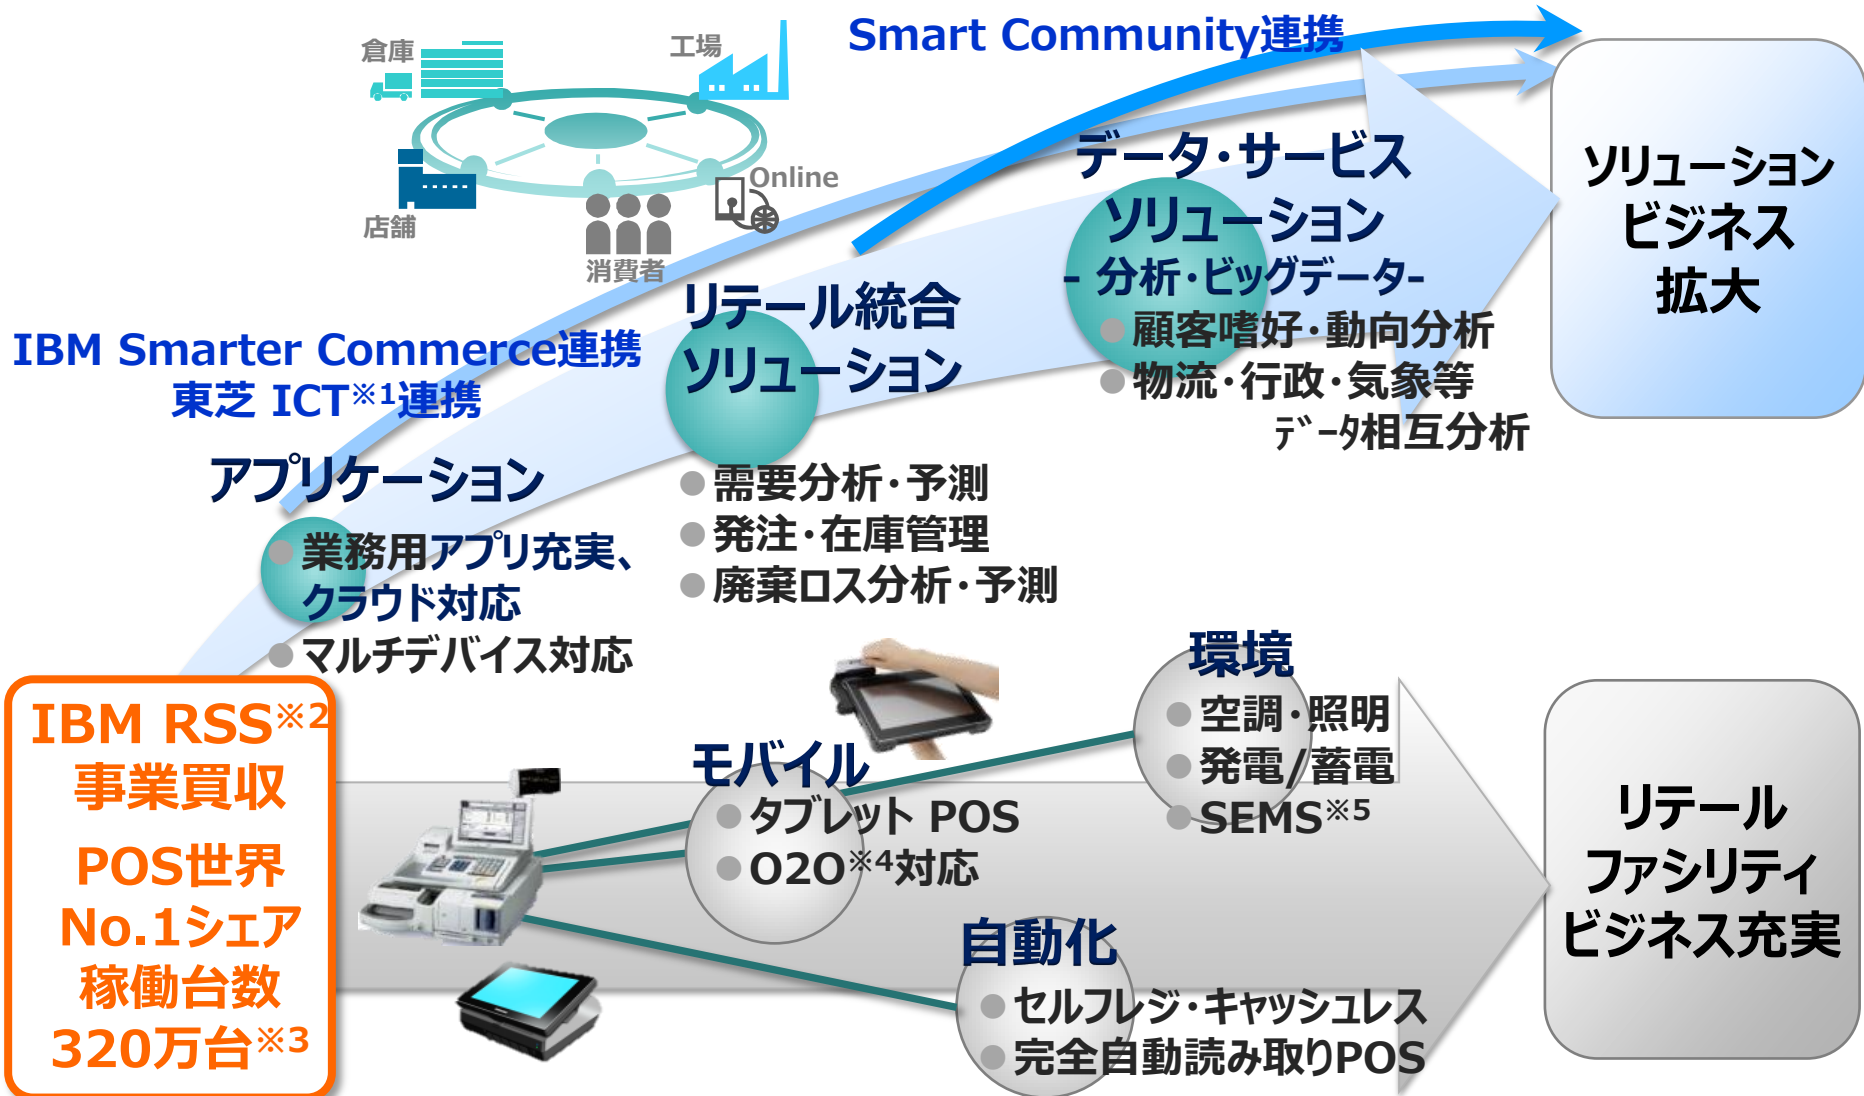 Smart Community連携
倉庫
工場
店舗
Online
消費者
IBM Smarter Commerce連携
東芝 ICT※1連携
データ・サービス
ソリューション
- 分析・ビッグデータ-
● 顧客嗜好・動向分析
● 物流・行政・気象等
ﾃﾞｰﾀ相互分析
ソリューション
ビジネス
拡大
リテール統合
ソリューション
● 需要分析・予測
● 発注・在庫管理
● 廃棄ロス分析・予測
アプリケーション
● 業務用アプリ充実、
クラウド対応
● マルチデバイス対応
IBM RSS※2
事業買収
POS世界
No.1シェア
稼働台数
320万台※3
モバイル
● タブレット POS
● O2O※4対応
環境
● 空調・照明
● 発電/蓄電
● SEMS※5
自動化
● セルフレジ・キャッシュレス
● 完全自動読み取りPOS
リテール
ファシリティ
ビジネス充実